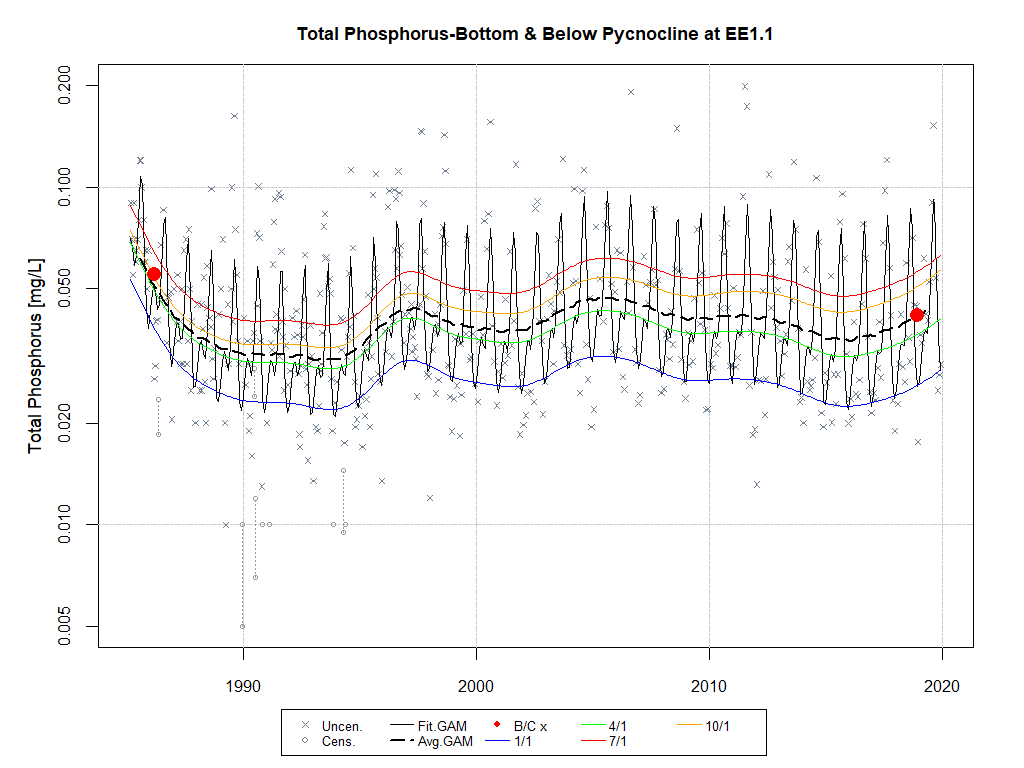 Total Phosphorus-Bottom & Below Pycnocline at EE1.1
Total Phosphorus [mg/L]
0.200
0.100
0.050
0.020
0.010
0.005
1990 2000 2010 2020
Uncen. Fit.GAM B/C x 4/1 10/1
Cens. Avg.GAM 1/1 7/1